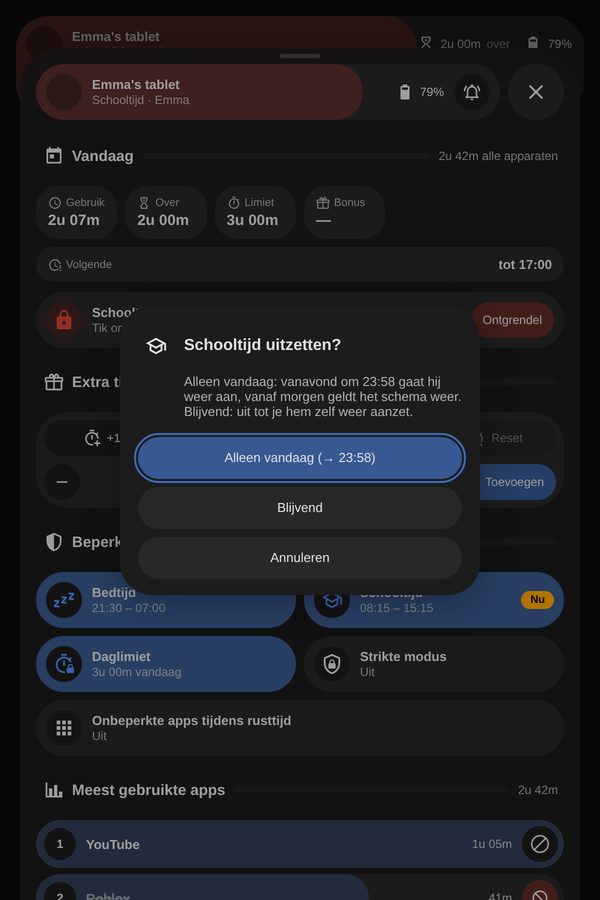 Emma's tablet
2u 00m over
79%
Emma's tablet
Schooltijd · Emma
79%
Vandaag
2u 42m alle apparaten
Gebruik
2u 07m
Over
2u 00m
Limiet
3u 00m
Bonus
—
Volgende
tot 17:00
Tik
Ontgrendel
Schooltijd uitzetten?
Alleen vandaag: vanavond om 23:58 gaat hij
weer aan, vanaf morgen geldt het schema weer.
Blijvend: uit tot je hem zelf weer aanzet.
Extra
+1
Reset
Alleen vandaag (→ 23:58)
Toevoegen
Blijvend
Annuleren
Bedtijd
21:30 – 07:00
Schooltijd
08:15 – 15:15
Nu
Daglimiet
3u 00m vandaag
Strikte modus
Uit
Onbeperkte apps tijdens rusttijd
Uit
Meest gebruikte apps
2u 42m
1
YouTube
1u 05m
2
Roblox
41m